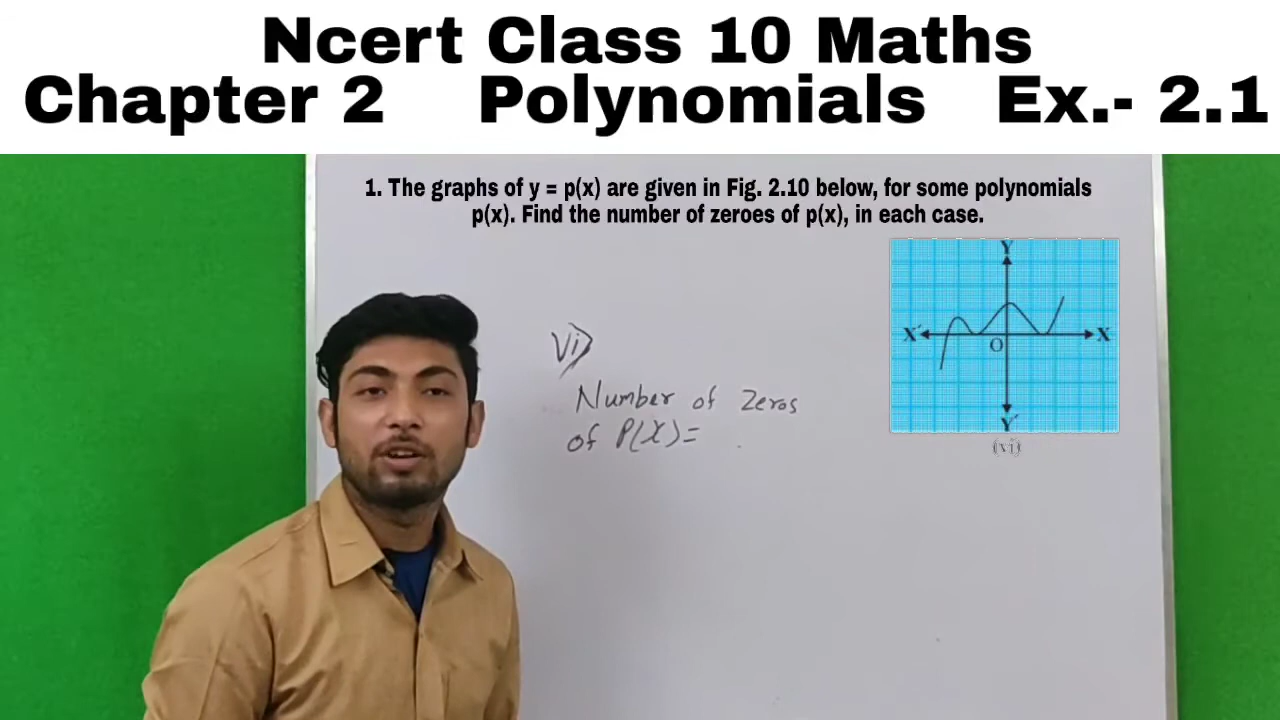 Ncert Class 10 Maths
Chapter 2 Polynomials Ex.- 2.1
1. The graphs of y = p(x) are given in Fig. 2.10 below, for some polynomials
p(x). Find the number of zeroes of p(x), in each case.
Y
X′ O X
Y′
(vi)
Vi)
Number of Zeros
of P(X)=